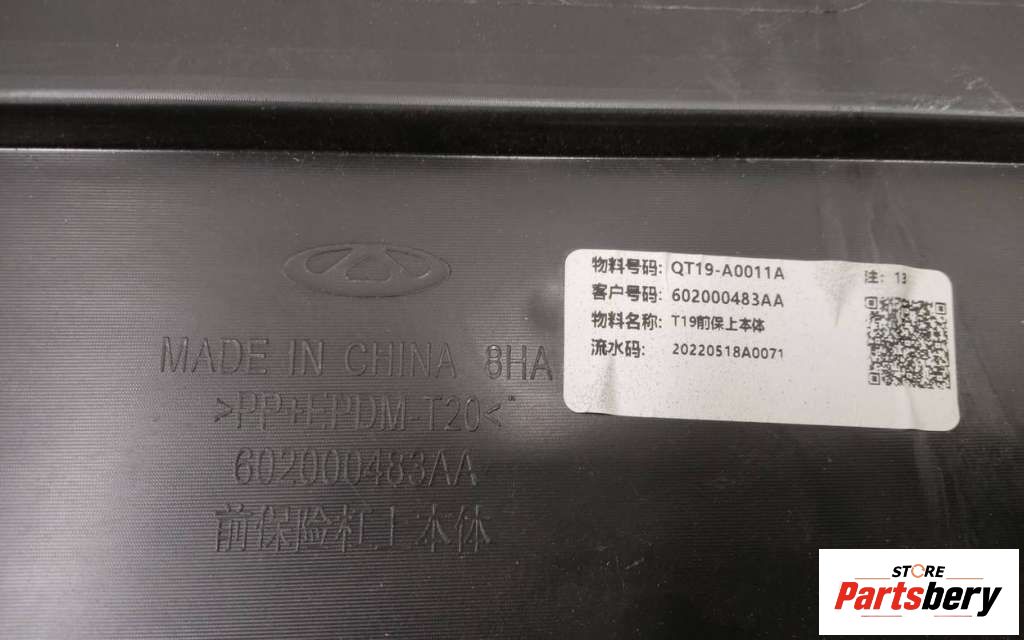 MADE IN CHINA 8HA
>PP+EPDM-T20<
602000483AA
前保险杠上本体
物料号码: QT19-A0011A
注: 13
客户号码: 602000483AA
物料名称: T19前保上本体
流水码: 20220518A0071
STORE
Partsbery